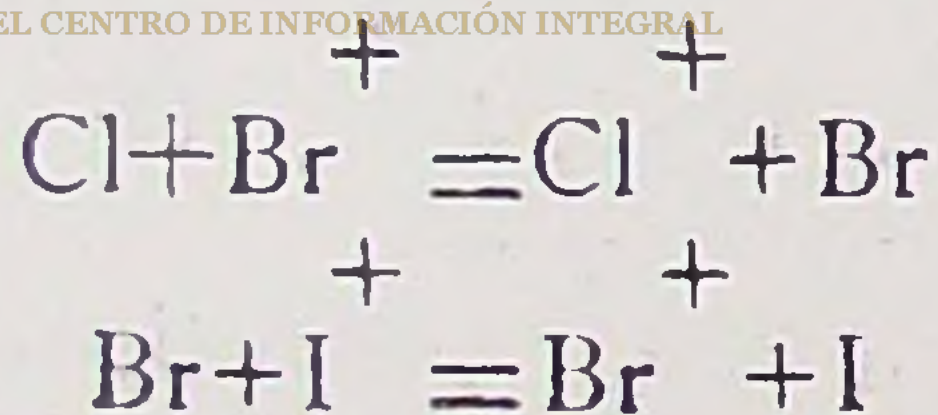 EL CENTRO DE INFORMACIÓN INTEGRAL
+ +
Cl+Br =Cl +Br
+ +
Br+I =Br +I